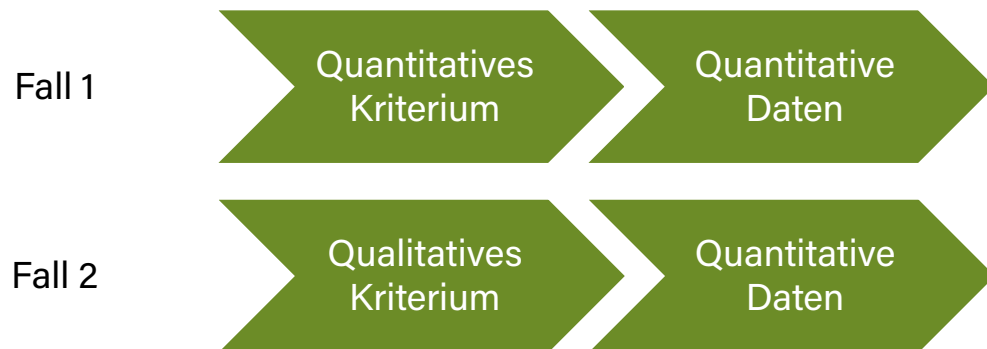 Fall 1
Quantitatives
Kriterium
Quantitative
Daten
Fall 2
Qualitatives
Kriterium
Quantitative
Daten